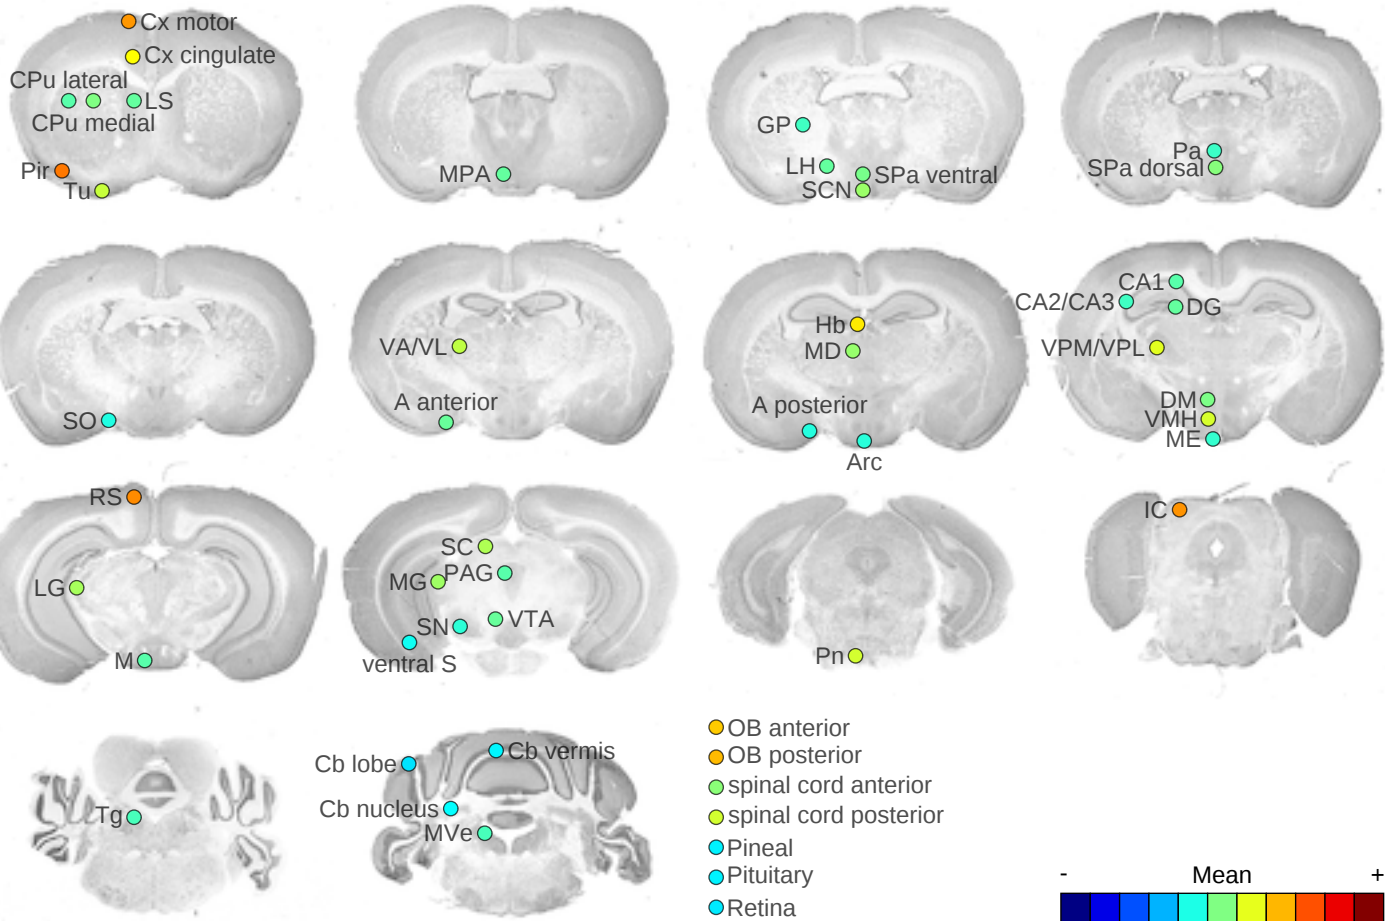 Cx motor
Cx cingulate
CPu lateral
LS
CPu medial
Pir
Tu
MPA
GP
LH
SPa ventral
SCN
Pa
SPa dorsal
SO
VA/VL
A anterior
Hb
MD
A posterior
Arc
CA1
CA2/CA3
DG
VPM/VPL
DM
VMH
ME
RS
LG
M
SC
PAG
MG
VTA
SN
ventral S
Pn
IC
Tg
Cb lobe
Cb vermis
Cb nucleus
MVe
OB anterior
OB posterior
spinal cord anterior
spinal cord posterior
Pineal
Pituitary
Retina
- Mean +